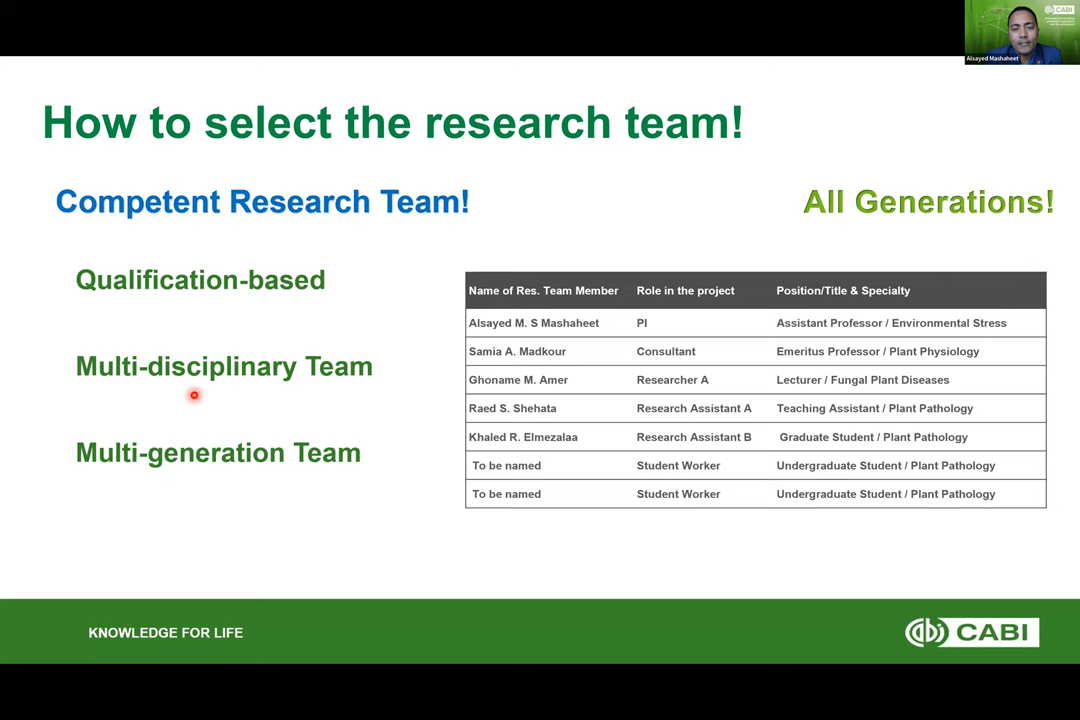 CABI
Alsayed Mashaheet
How to select the research team!
Competent Research Team!
All Generations!
Qualification-based
Multi-disciplinary Team
Multi-generation Team
Name of Res. Team Member Role in the project Position/Title & Specialty
Alsayed M. S Mashaheet PI Assistant Professor / Environmental Stress
Samia A. Madkour Consultant Emeritus Professor / Plant Physiology
Ghoname M. Amer Researcher A Lecturer / Fungal Plant Diseases
Raed S. Shehata Research Assistant A Teaching Assistant / Plant Pathology
Khaled R. Elmezalaa Research Assistant B Graduate Student / Plant Pathology
To be named Student Worker Undergraduate Student / Plant Pathology
To be named Student Worker Undergraduate Student / Plant Pathology
KNOWLEDGE FOR LIFE
CABI